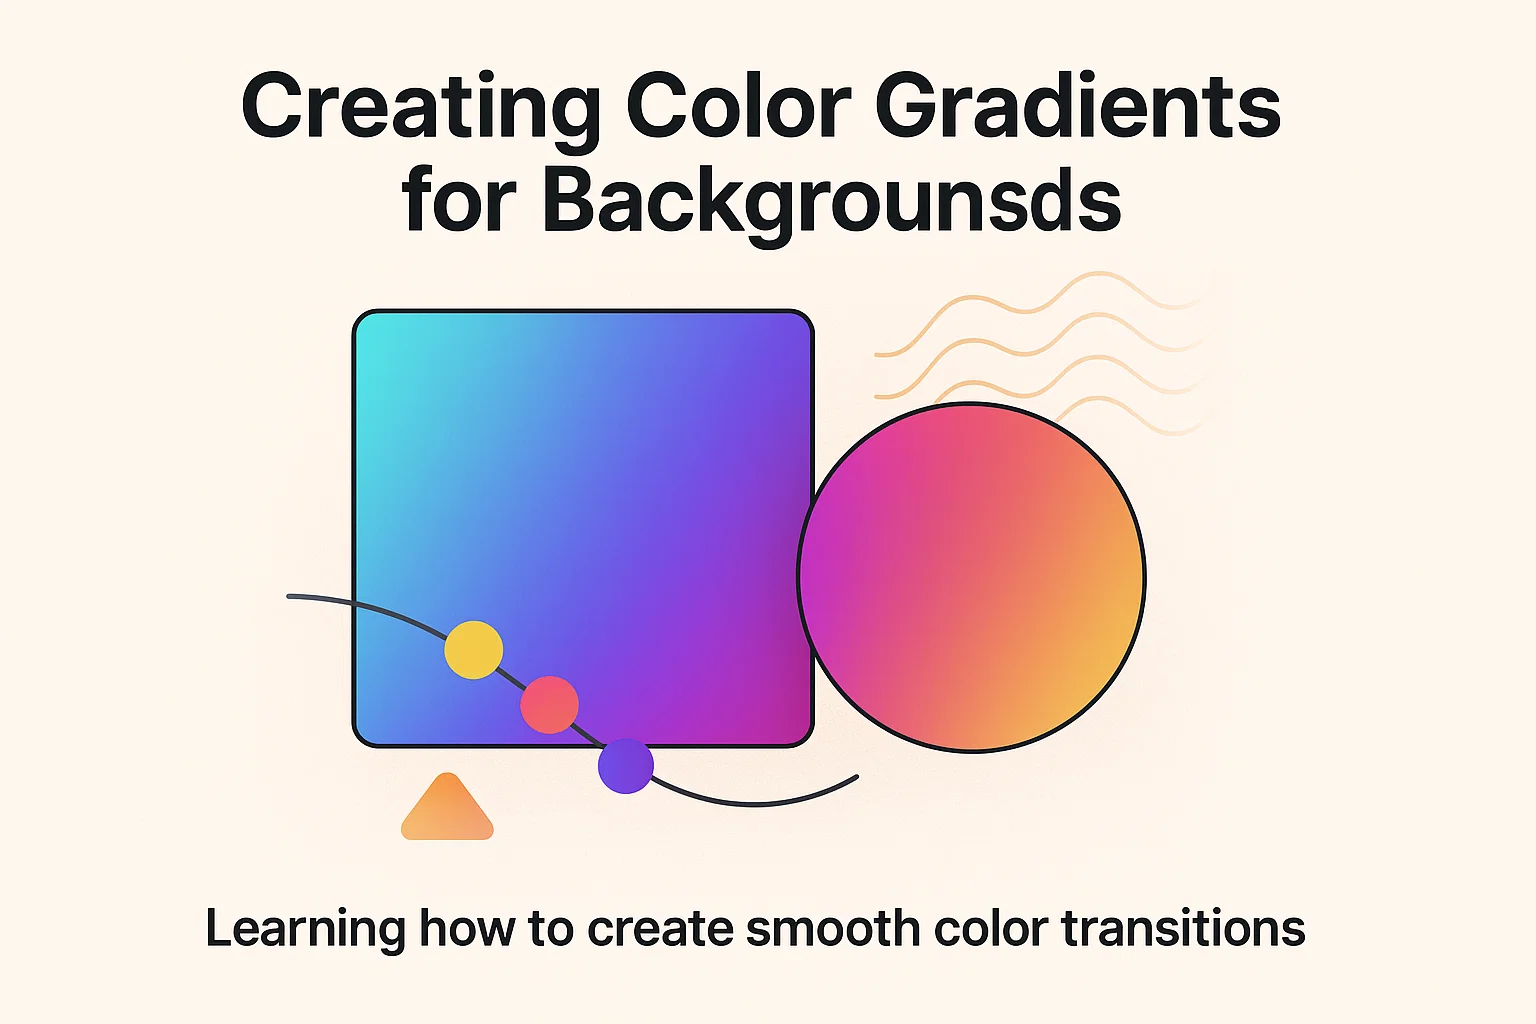 Creating Color Gradients
for Backgrounsds
Learning how to create smooth color transitions